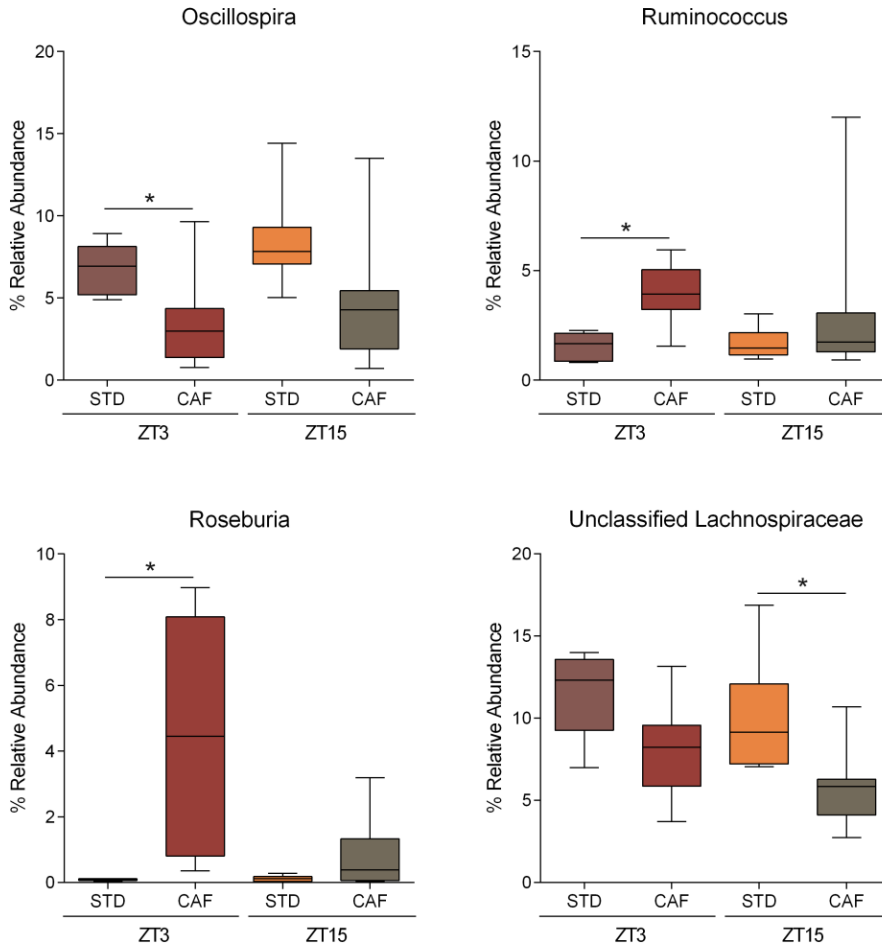 Oscillospira
% Relative Abundance
20
15
10
5
0
*
STD CAF STD CAF
ZT3 ZT15
Ruminococcus
% Relative Abundance
15
10
5
0
*
STD CAF STD CAF
ZT3 ZT15
Roseburia
% Relative Abundance
10
8
6
4
2
0
*
STD CAF STD CAF
ZT3 ZT15
Unclassified Lachnospiraceae
% Relative Abundance
20
15
10
5
0
*
STD CAF STD CAF
ZT3 ZT15